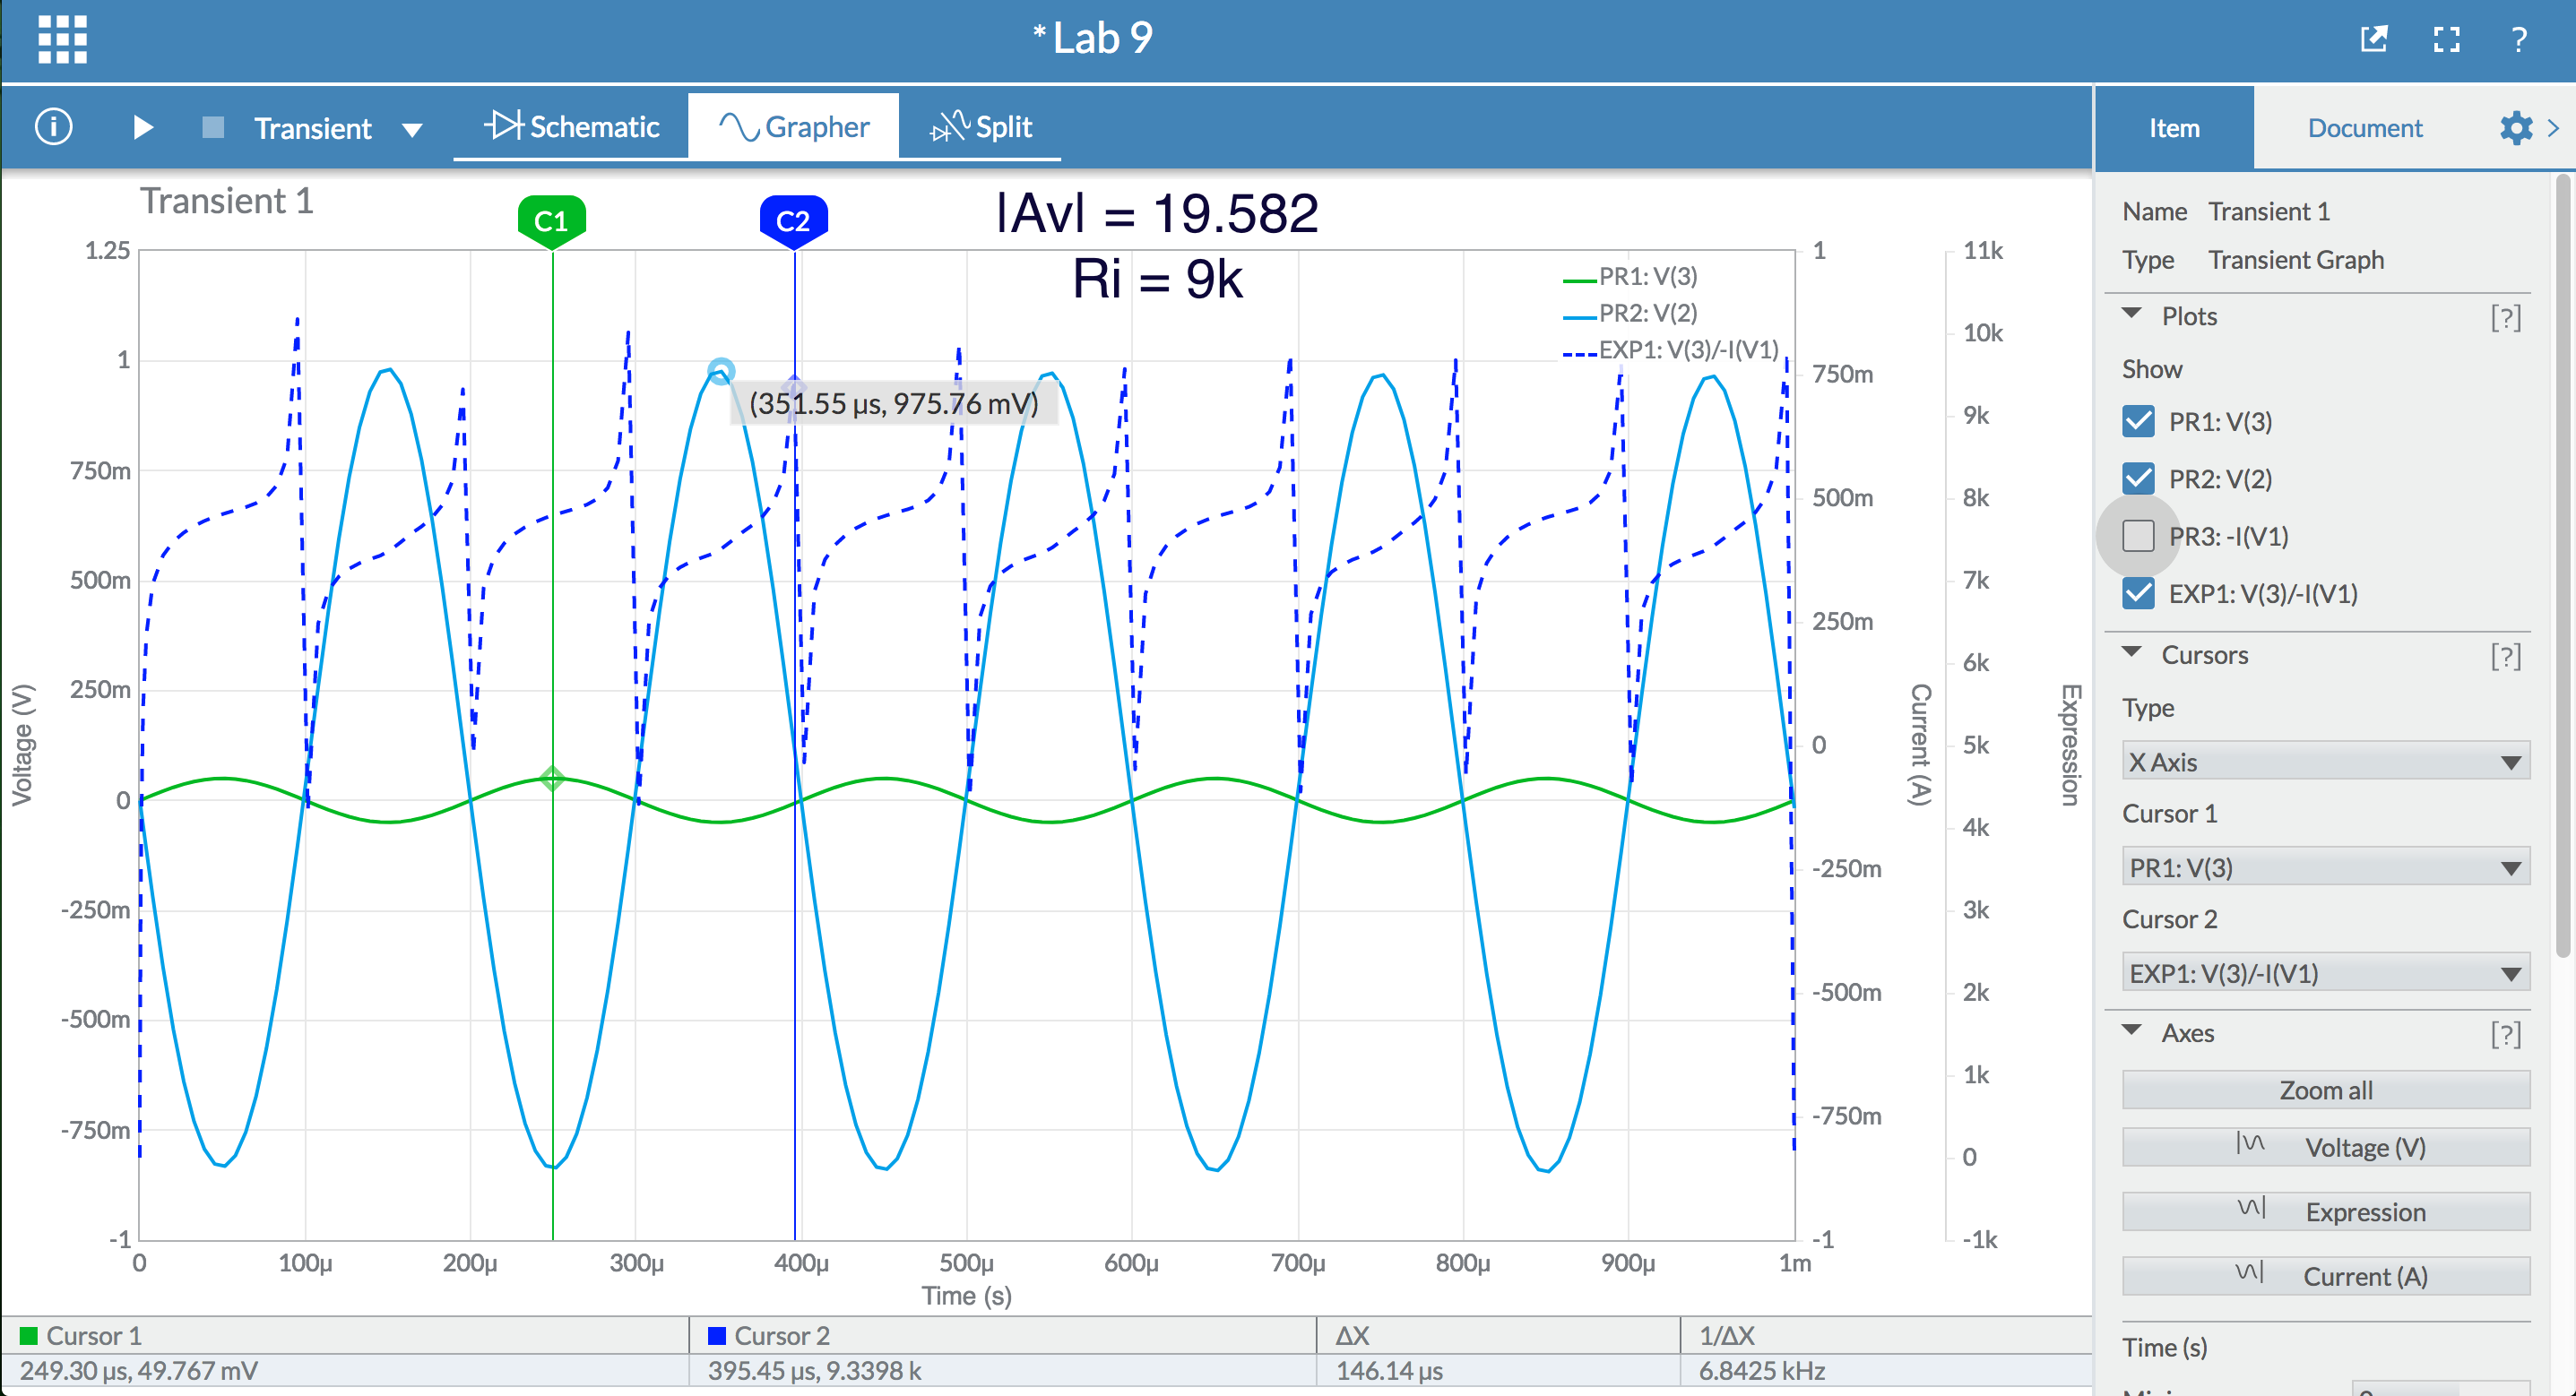 * Lab 9
?
i
Transient
Schematic
Grapher
Split
Item
Document
Transient 1
C1
C2
|Av| = 19.582
Ri = 9k
PR1: V(3)
PR2: V(2)
EXP1: V(3)/-I(V1)
(351.55 µs, 975.76 mV)
Voltage (V)
1.25
1
750m
500m
250m
0
-250m
-500m
-750m
-1
0
100µ
200µ
300µ
400µ
500µ
600µ
700µ
800µ
900µ
1m
Time (s)
1
750m
500m
250m
0
-250m
-500m
-750m
-1
Current (A)
11k
10k
9k
8k
7k
6k
5k
4k
3k
2k
1k
0
-1k
Expression
Cursor 1
Cursor 2
ΔX
1/ΔX
249.30 µs, 49.767 mV
395.45 µs, 9.3398 k
146.14 µs
6.8425 kHz
Name Transient 1
Type Transient Graph
Plots [?]
Show
PR1: V(3)
PR2: V(2)
PR3: -I(V1)
EXP1: V(3)/-I(V1)
Cursors [?]
Type
X Axis
Cursor 1
PR1: V(3)
Cursor 2
EXP1: V(3)/-I(V1)
Axes [?]
Zoom all
Voltage (V)
Expression
Current (A)
Time (s)